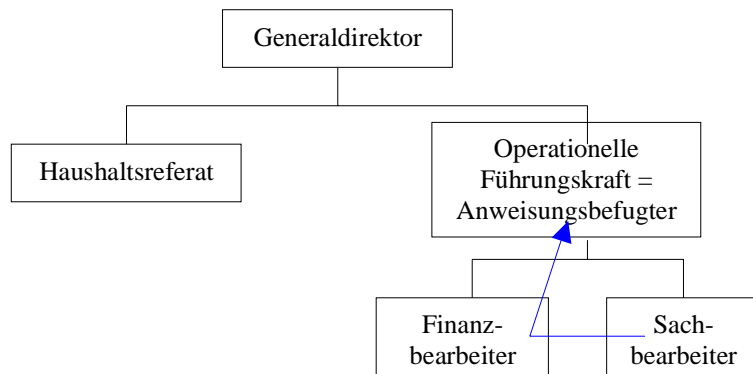 Generaldirektor
Haushaltsreferat
Operationelle
Führungskraft =
Anweisungsbefugter
Finanz-
bearbeiter
Sach-
bearbeiter